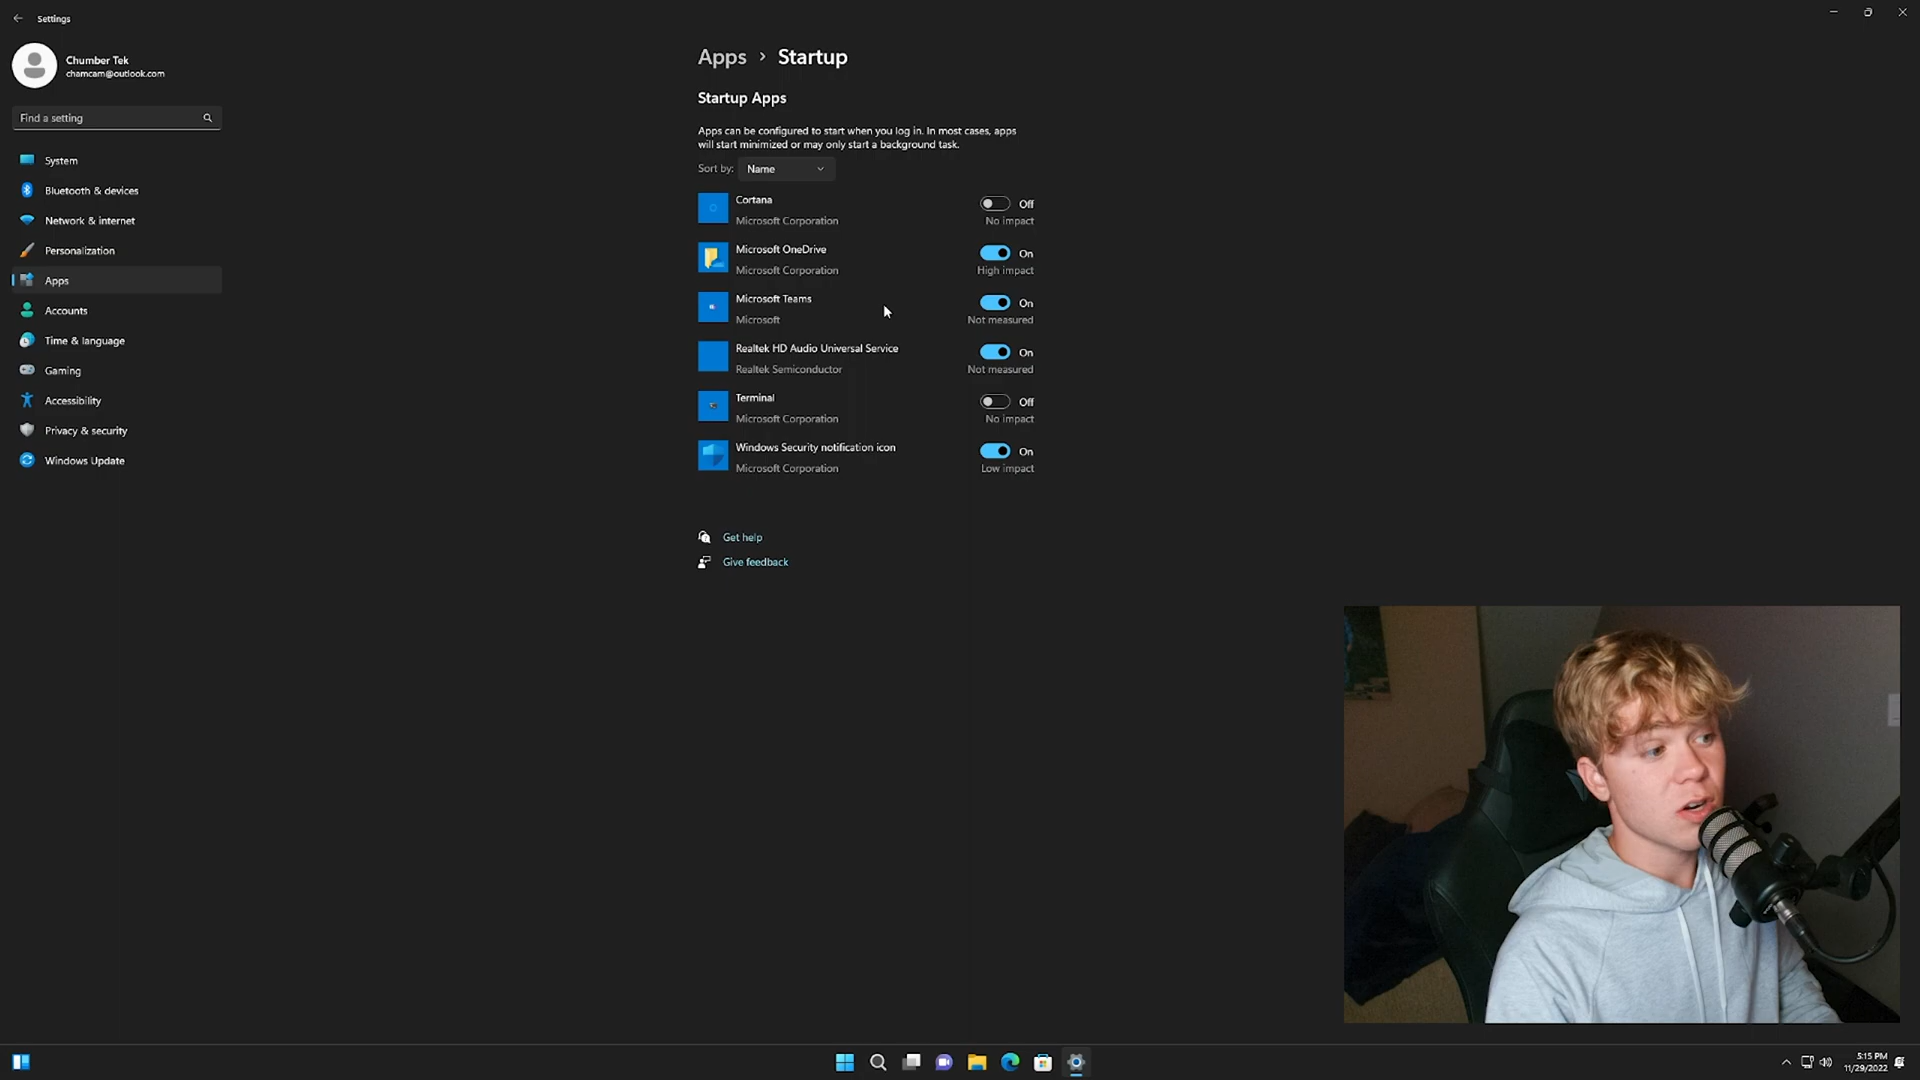 Settings
Chumber Tek
chamcam@outlook.com
Find a setting
System
Bluetooth & devices
Network & internet
Personalization
Apps
Accounts
Time & language
Gaming
Accessibility
Privacy & security
Windows Update
Apps > Startup
Startup Apps
Apps can be configured to start when you log in. In most cases, apps
will start minimized or may only start a background task.
Sort by: Name
Cortana
Microsoft Corporation
Off
No impact
Microsoft OneDrive
Microsoft Corporation
On
High impact
Microsoft Teams
Microsoft
On
Not measured
Realtek HD Audio Universal Service
Realtek Semiconductor
On
Not measured
Terminal
Microsoft Corporation
Off
No impact
Windows Security notification icon
Microsoft Corporation
On
Low impact
Get help
Give feedback
5:15 PM
11/29/2022